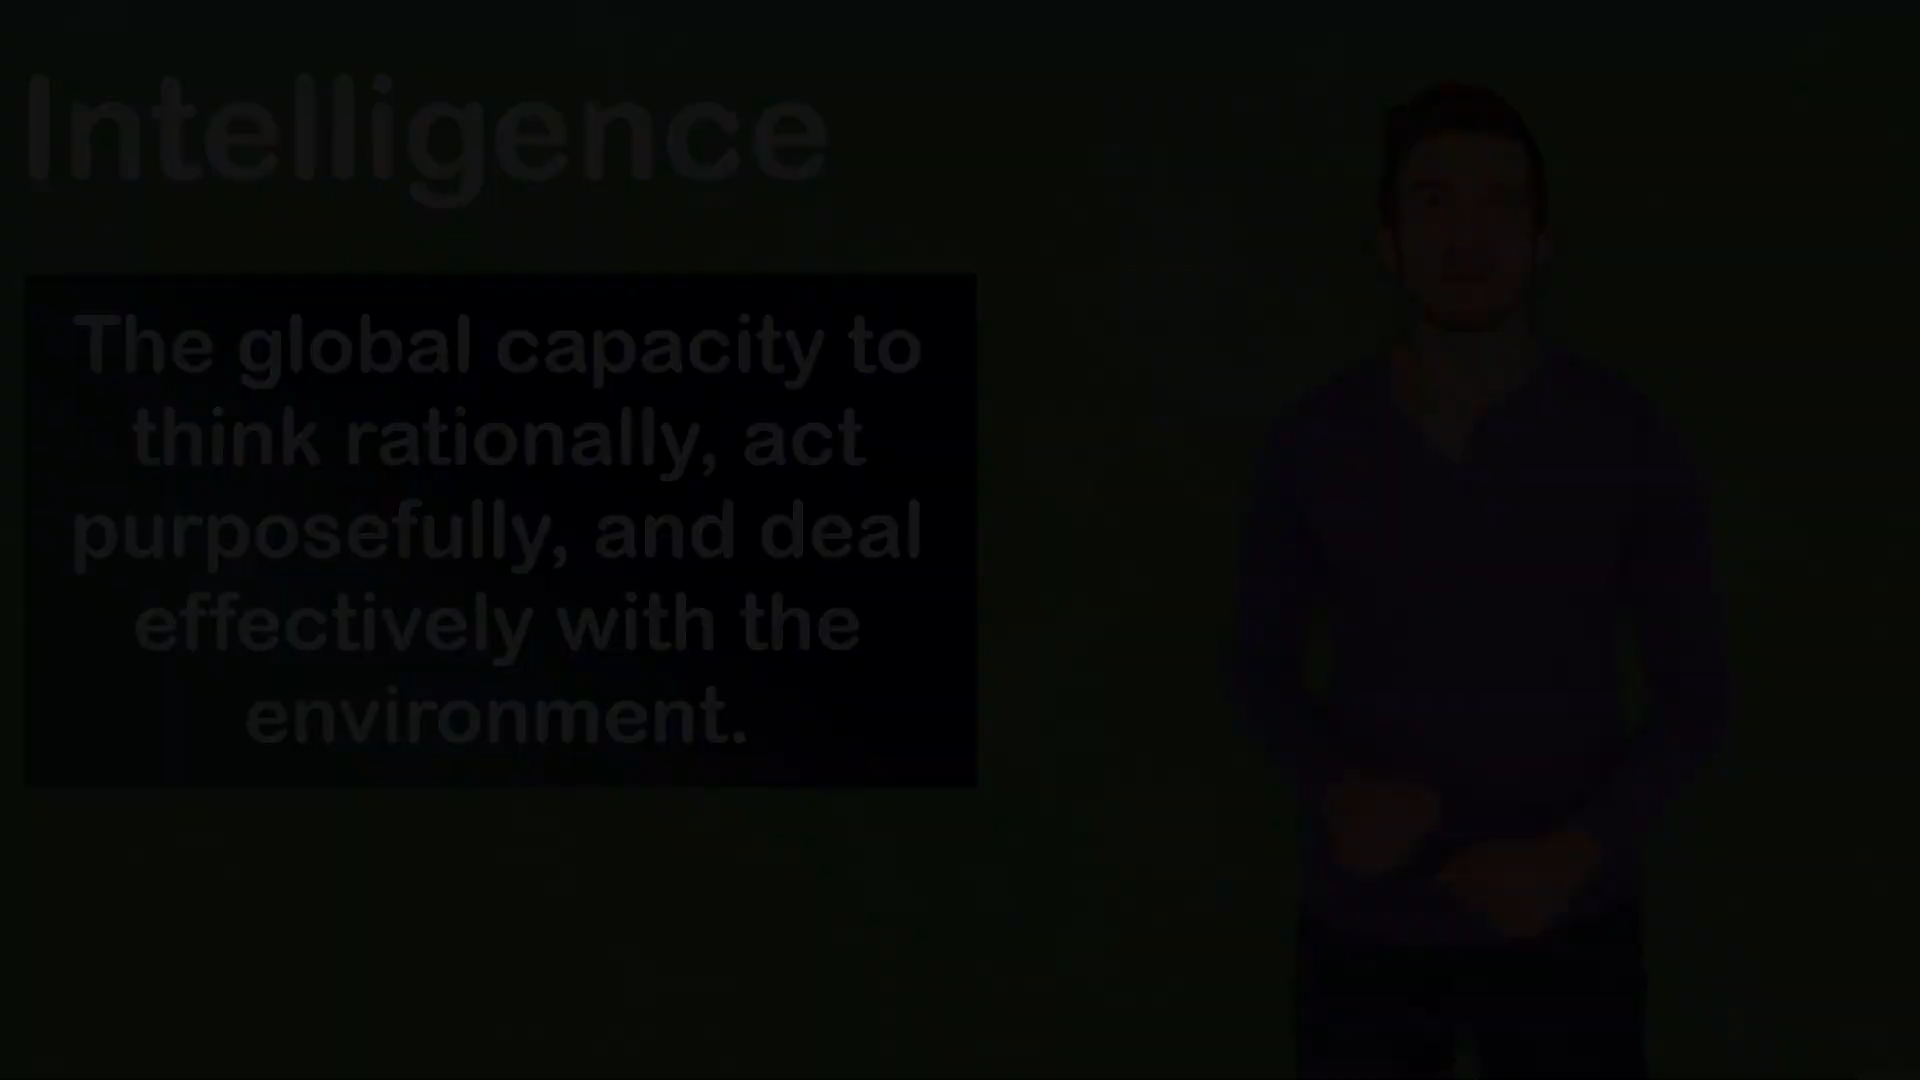 Intelligence
The global capacity to
think rationally, act
purposefully, and deal
effectively with the
environment.